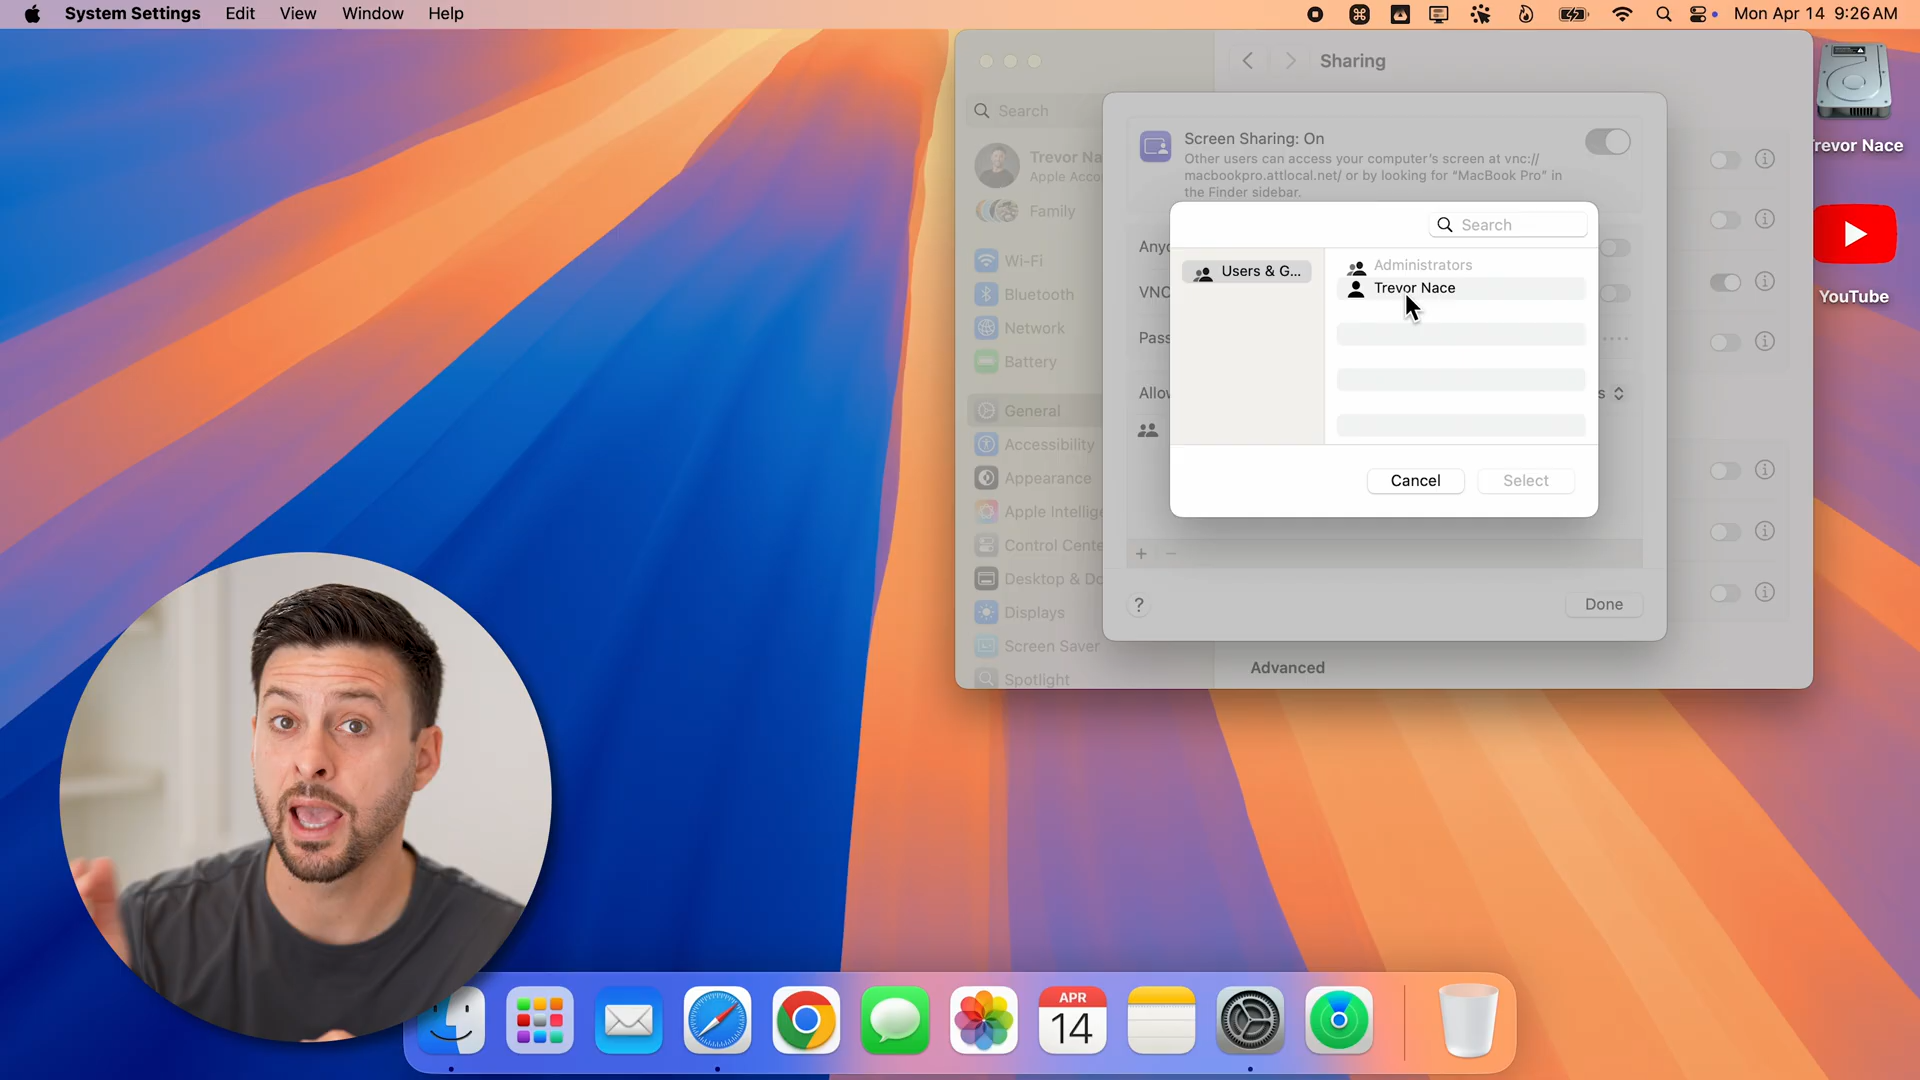 System Settings Edit View Window Help
Mon Apr 14 9:26 AM
Sharing
Search
Trevor Na
Apple Acco
Family
Wi-Fi
Bluetooth
Network
Battery
General
Accessibility
Appearance
Apple Intellige
Control Cente
Desktop & Do
Displays
Screen Saver
Spotlight
Screen Sharing: On
Other users can access your computer's screen at vnc://
macbookpro.attlocal.net/ or by looking for "MacBook Pro" in
the Finder sidebar.
Anyo
VNC
Pass
Allow
s
Search
Users & G...
Administrators
Trevor Nace
Cancel
Select
+ −
?
Done
Advanced
Trevor Nace
YouTube
APR
14